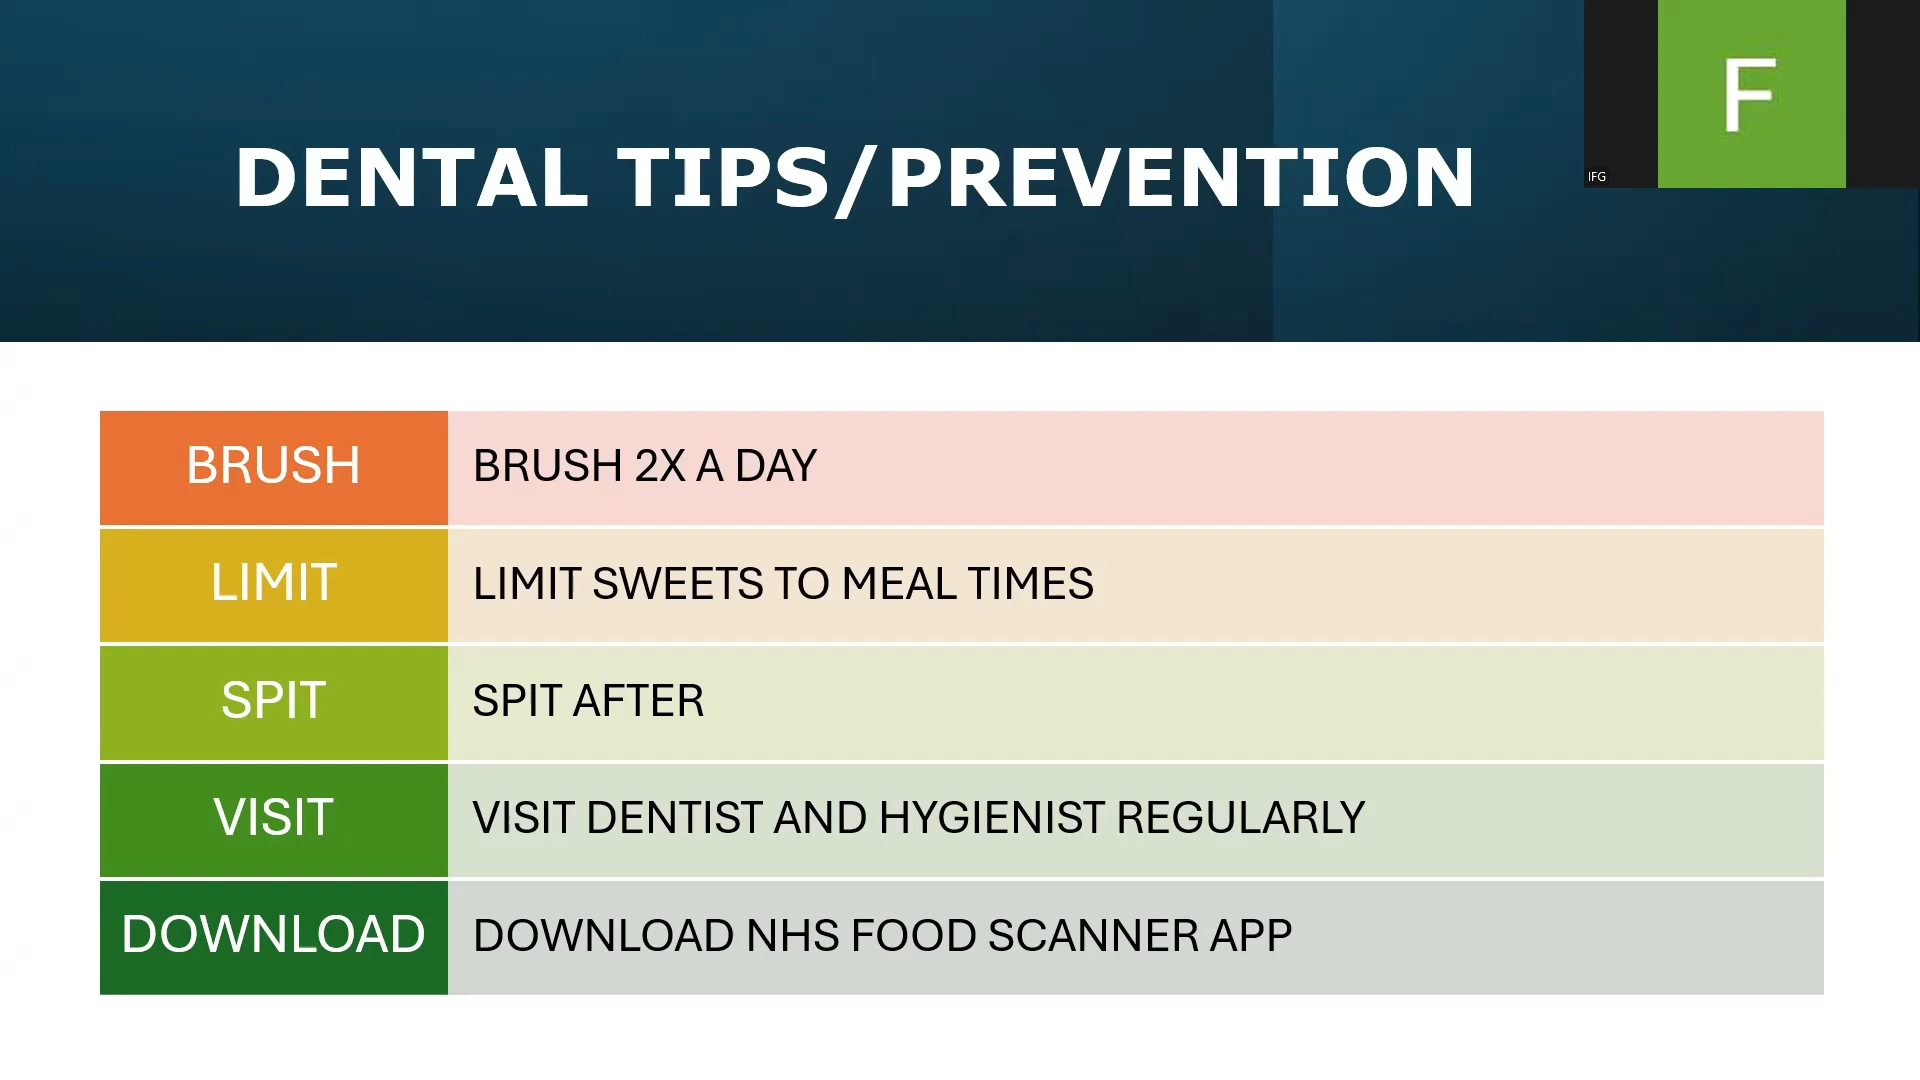 DENTAL TIPS/PREVENTION
F
IFG
BRUSH
BRUSH 2X A DAY
LIMIT
LIMIT SWEETS TO MEAL TIMES
SPIT
SPIT AFTER
VISIT
VISIT DENTIST AND HYGIENIST REGULARLY
DOWNLOAD
DOWNLOAD NHS FOOD SCANNER APP